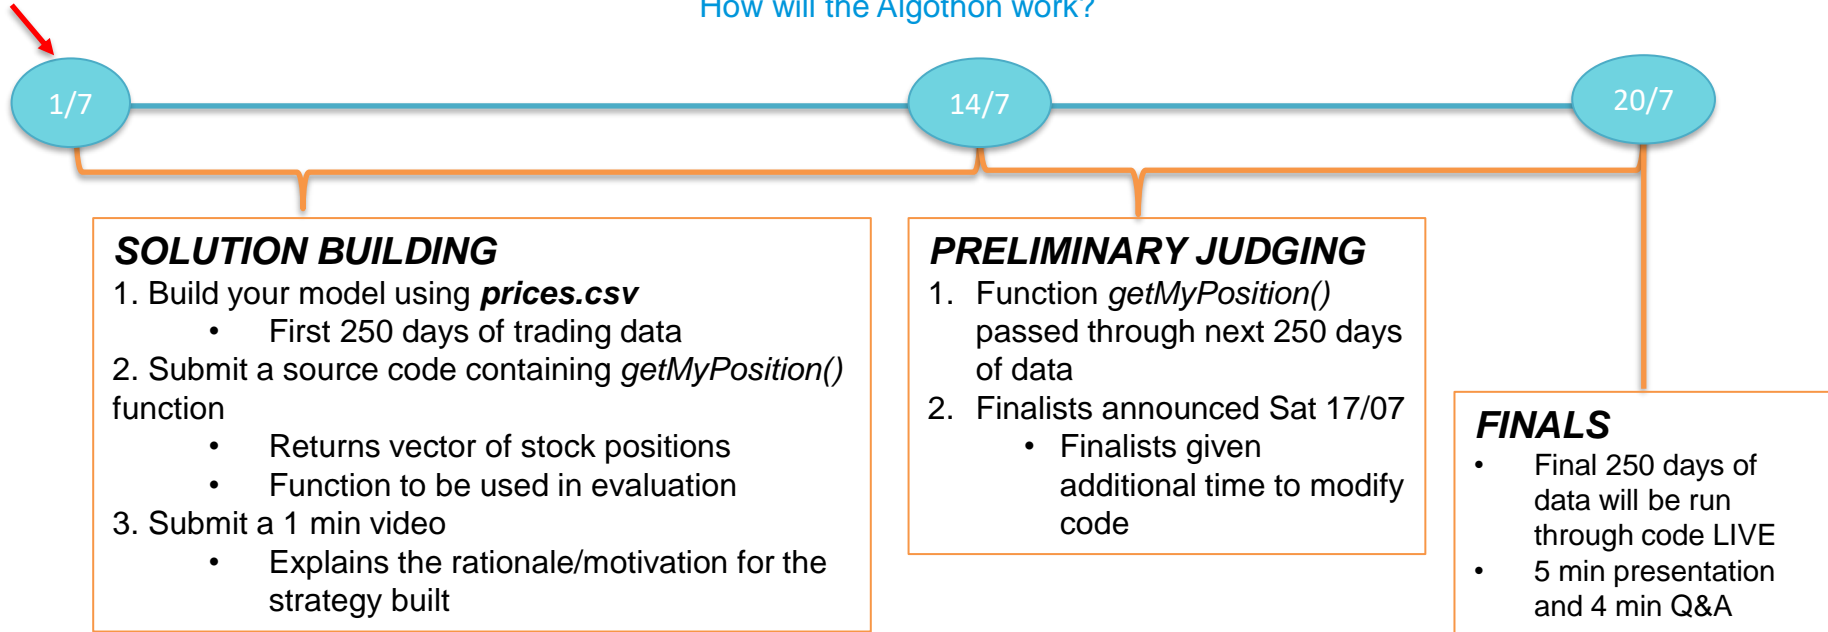 How will the Algothon work?
1/7
14/7
20/7
SOLUTION BUILDING
1. Build your model using prices.csv
• First 250 days of trading data
2. Submit a source code containing getMyPosition()
function
• Returns vector of stock positions
• Function to be used in evaluation
3. Submit a 1 min video
• Explains the rationale/motivation for the
strategy built
PRELIMINARY JUDGING
1. Function getMyPosition()
passed through next 250 days
of data
2. Finalists announced Sat 17/07
• Finalists given
additional time to modify
code
FINALS
• Final 250 days of
data will be run
through code LIVE
• 5 min presentation
and 4 min Q&A